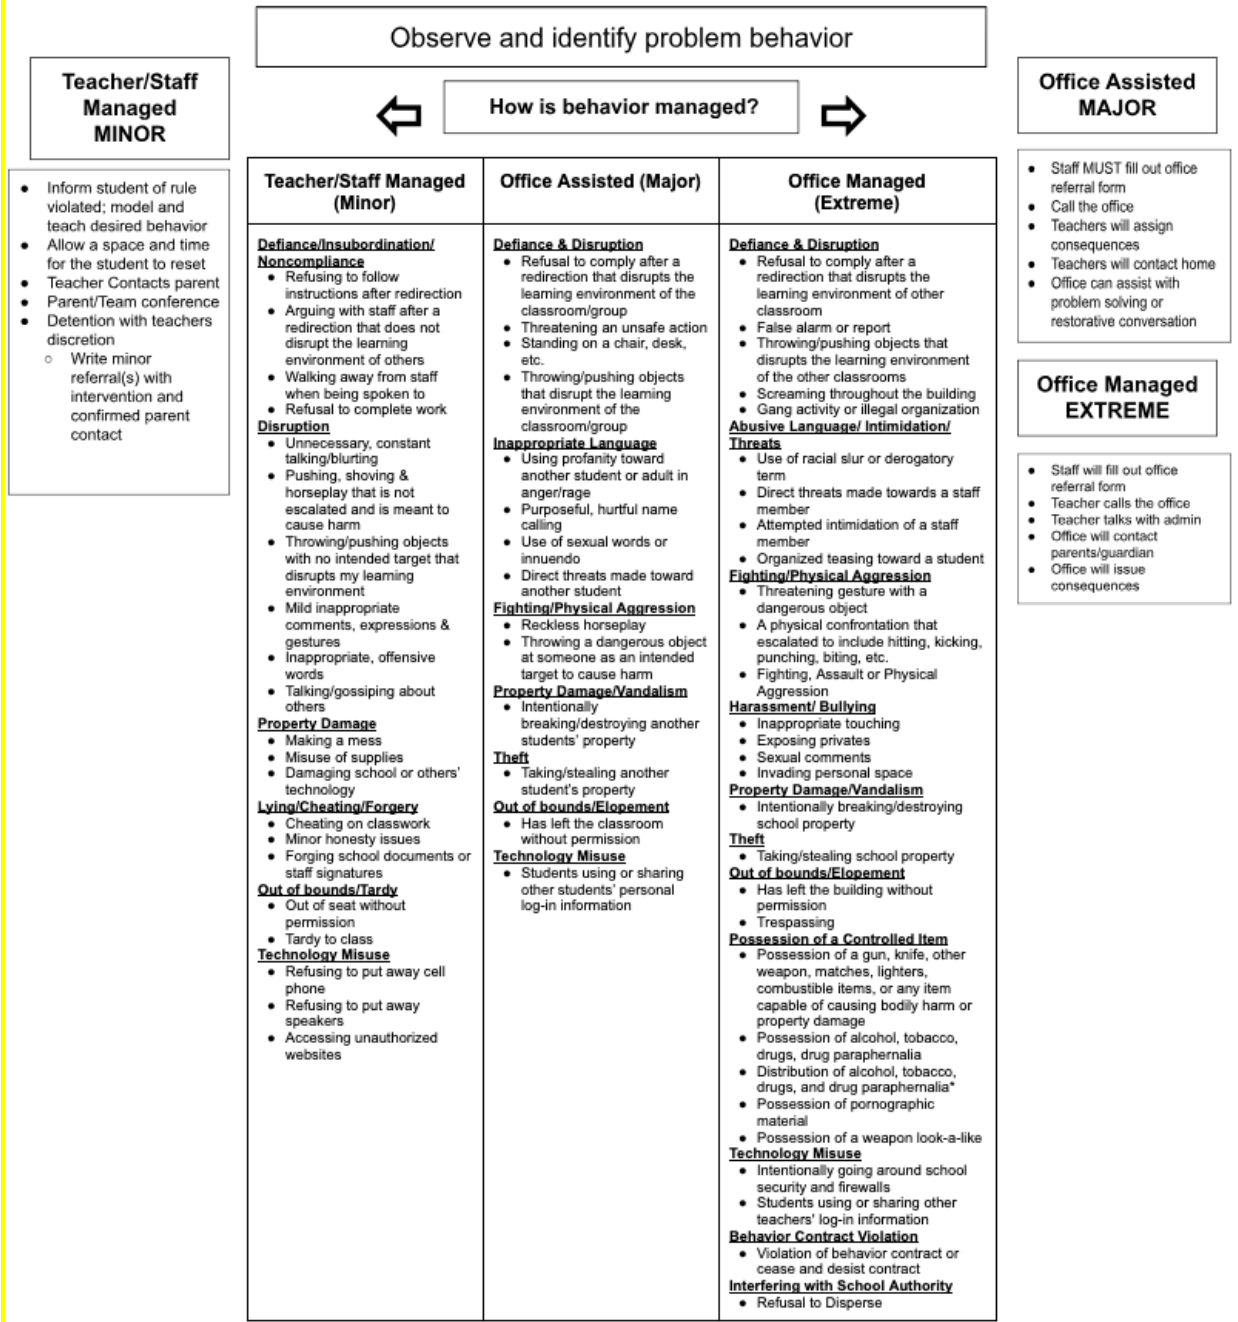 Observe and identify problem behavior
Teacher/Staff
Managed
MINOR
● Inform student of rule
violated; model and
teach desired behavior
● Allow a space and time
for the student to reset
● Teacher Contacts parent
● Parent/Team conference
● Detention with teachers
discretion
○ Write minor
referral(s) with
intervention and
confirmed parent
contact
How is behavior managed?
Teacher/Staff Managed
(Minor)
Defiance/Insubordination/
Noncompliance
● Refusing to follow
instructions after redirection
● Arguing with staff after a
redirection that does not
disrupt the learning
environment of others
● Walking away from staff
when being spoken to
● Refusal to complete work
Disruption
● Unnecessary, constant
talking/blurting
● Pushing, shoving &
horseplay that is not
escalated and is meant to
cause harm
● Throwing/pushing objects
with no intended target that
disrupts my learning
environment
● Mild inappropriate
comments, expressions &
gestures
● Inappropriate, offensive
words
● Talking/gossiping about
others
Property Damage
● Making a mess
● Misuse of supplies
● Damaging school or others'
technology
Lying/Cheating/Forgery
● Cheating on classwork
● Minor honesty issues
● Forging school documents or
staff signatures
Out of bounds/Tardy
● Out of seat without
permission
● Tardy to class
Technology Misuse
● Refusing to put away cell
phone
● Refusing to put away
speakers
● Accessing unauthorized
websites
Office Assisted (Major)
Defiance & Disruption
● Refusal to comply after a
redirection that disrupts the
learning environment of the
classroom/group
● Threatening an unsafe action
● Standing on a chair, desk,
etc.
● Throwing/pushing objects
that disrupt the learning
environment of the
classroom/group
Inappropriate Language
● Using profanity toward
another student or adult in
anger/rage
● Purposeful, hurtful name
calling
● Use of sexual words or
innuendo
● Direct threats made toward
another student
Fighting/Physical Aggression
● Reckless horseplay
● Throwing a dangerous object
at someone as an intended
target to cause harm
Property Damage/Vandalism
● Intentionally
breaking/destroying another
students' property
Theft
● Taking/stealing another
student's property
Out of bounds/Elopement
● Has left the classroom
without permission
Technology Misuse
● Students using or sharing
other students' personal
log-in information
Office Managed
(Extreme)
Defiance & Disruption
● Refusal to comply after a
redirection that disrupts the
learning environment of other
classroom
● False alarm or report
● Throwing/pushing objects that
disrupts the learning environment
of the other classrooms
● Screaming throughout the building
● Gang activity or illegal organization
Abusive Language/ Intimidation/
Threats
● Use of racial slur or derogatory
term
● Direct threats made towards a staff
member
● Attempted intimidation of a staff
member
● Organized teasing toward a student
Fighting/Physical Aggression
● Threatening gesture with a
dangerous object
● A physical confrontation that
escalated to include hitting, kicking,
punching, biting, etc.
● Fighting, Assault or Physical
Aggression
Harassment/ Bullying
● Inappropriate touching
● Exposing privates
● Sexual comments
● Invading personal space
Property Damage/Vandalism
● Intentionally breaking/destroying
school property
Theft
● Taking/stealing school property
Out of bounds/Elopement
● Has left the building without
permission
● Trespassing
Possession of a Controlled Item
● Possession of a gun, knife, other
weapon, matches, lighters,
combustible items, or any item
capable of causing bodily harm or
property damage
● Possession of alcohol, tobacco,
drugs, drug paraphernalia
● Distribution of alcohol, tobacco,
drugs, and drug paraphernalia*
● Possession of pornographic
material
● Possession of a weapon look-a-like
Technology Misuse
● Intentionally going around school
security and firewalls
● Students using or sharing other
teachers' log-in information
Behavior Contract Violation
● Violation of behavior contract or
cease and desist contract
Interfering with School Authority
● Refusal to Disperse
Office Assisted
MAJOR
● Staff MUST fill out office
referral form
● Call the office
● Teachers will assign
consequences
● Teachers will contact home
● Office can assist with
problem solving or
restorative conversation
Office Managed
EXTREME
● Staff will fill out office
referral form
● Teacher calls the office
● Teacher talks with admin
● Office will contact
parents/guardian
● Office will issue
consequences